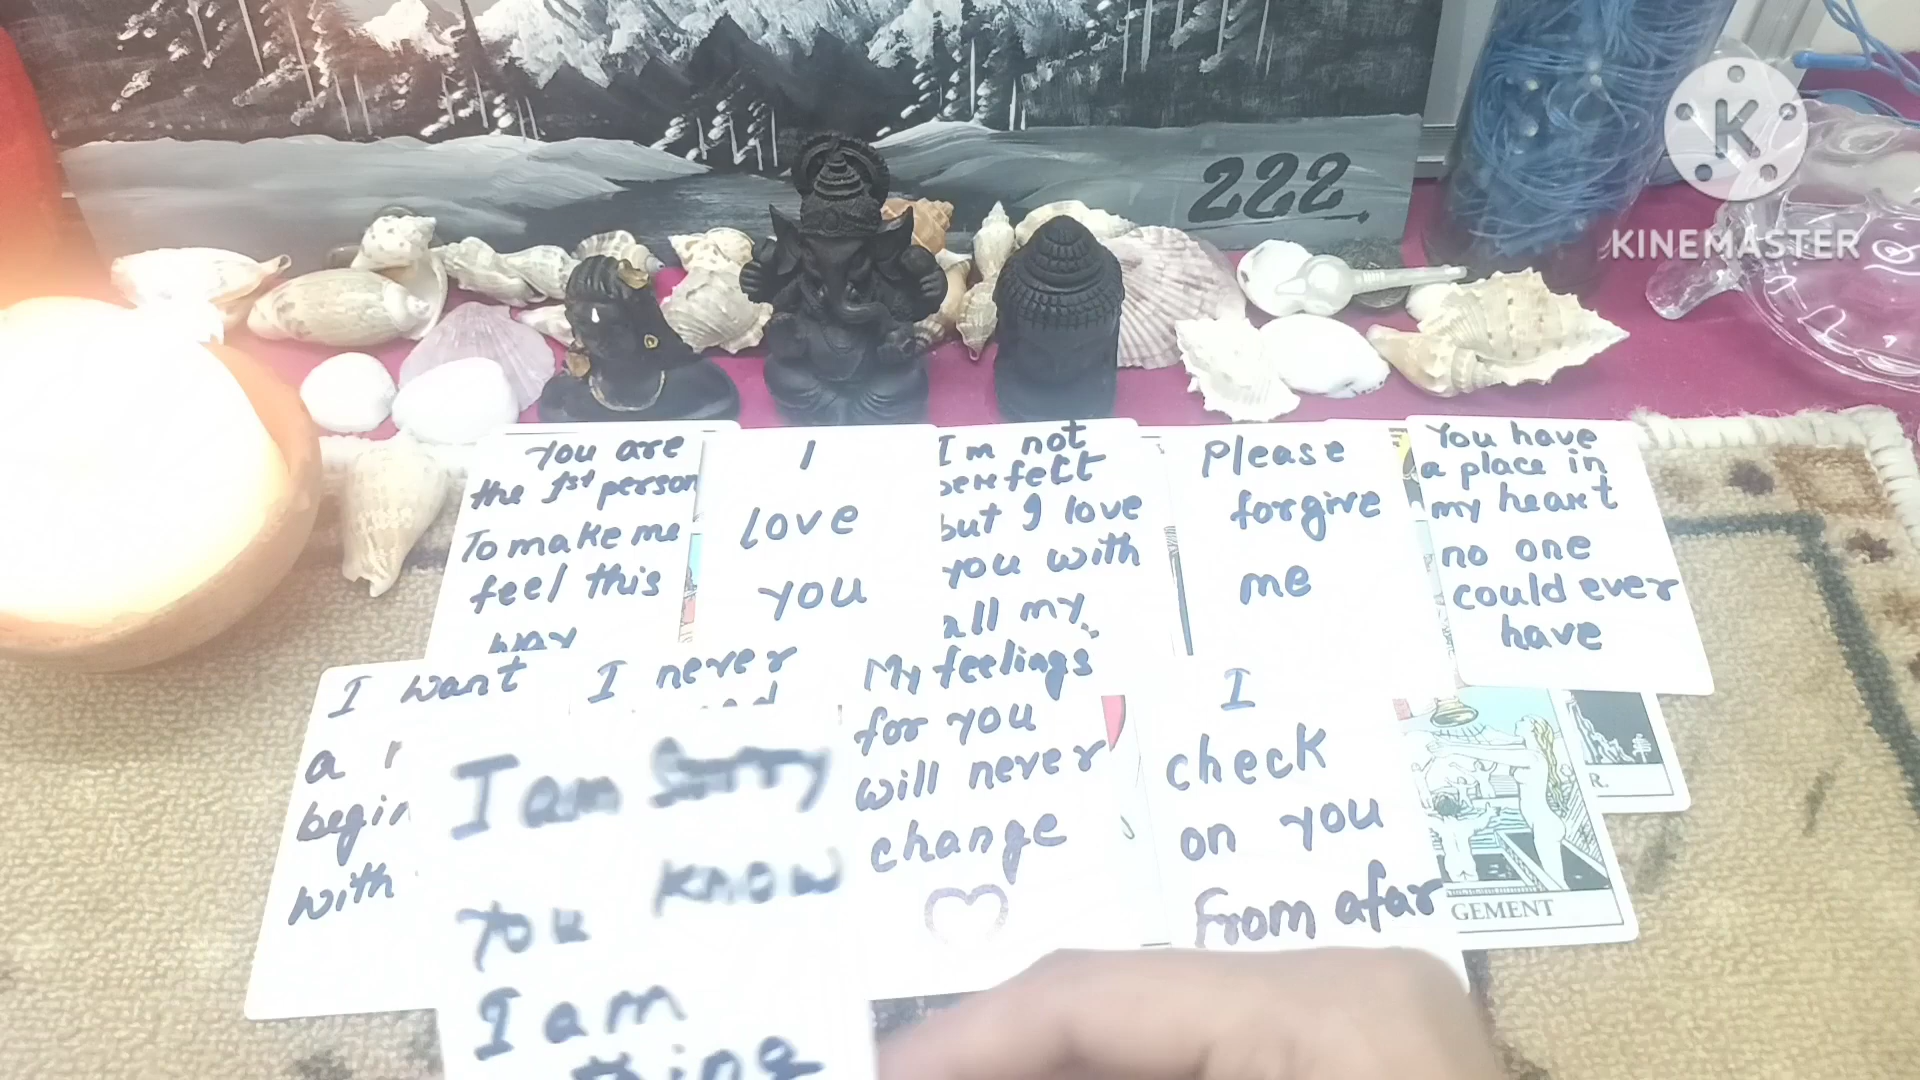 222
K
KINEMASTER
You are
the 1st person
To make me
feel this
way
I
love
you
I'm not
perfect
but I love
you with
all my
Please
forgive
me
You have
a place in
my heart
no one
could ever
have
I want
a
begin
with
I never
I am Sorry
You know
I am
My feelings
for you
will never
change
I
check
on you
From afar
R.
GEMENT